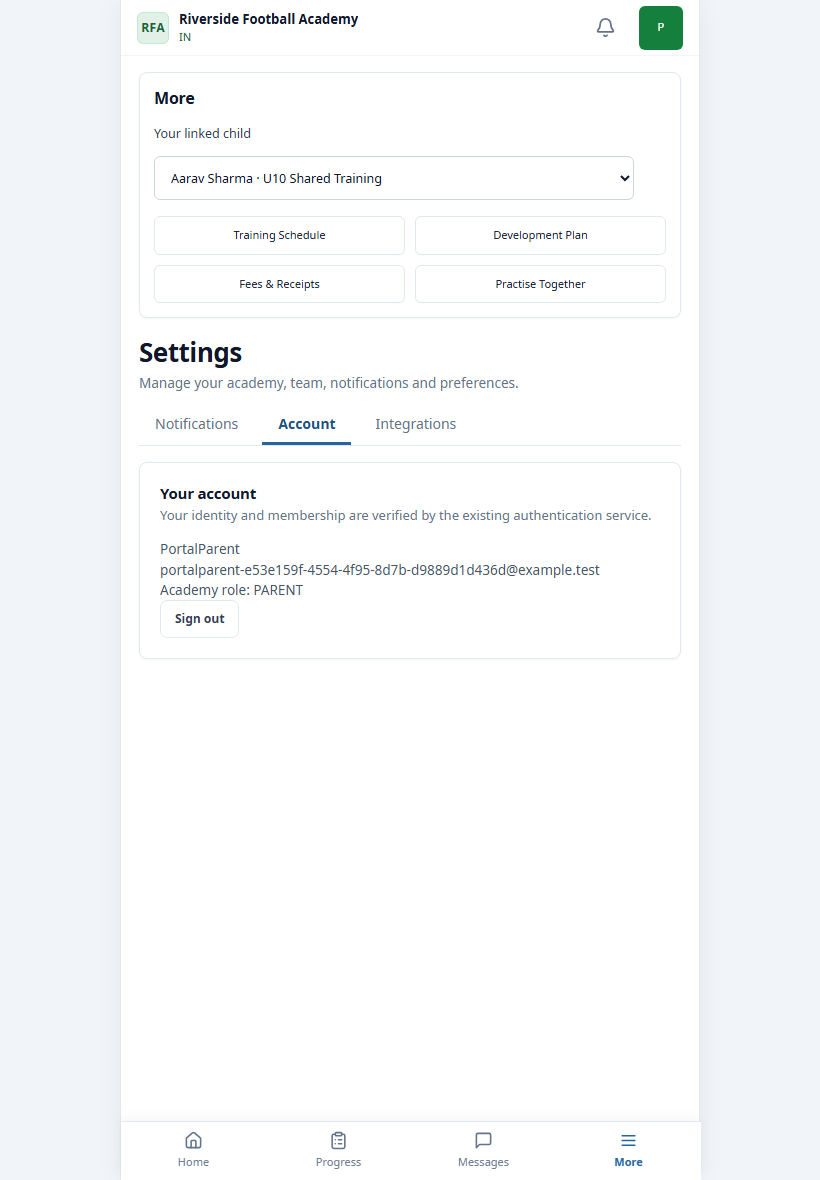 RFA
Riverside Football Academy
IN
P
More
Your linked child
Aarav Sharma · U10 Shared Training
Training Schedule
Development Plan
Fees & Receipts
Practise Together
Settings
Manage your academy, team, notifications and preferences.
Notifications
Account
Integrations
Your account
Your identity and membership are verified by the existing authentication service.
PortalParent
portalparent-e53e159f-4554-4f95-8d7b-d9889d1d436d@example.test
Academy role: PARENT
Sign out
Home
Progress
Messages
More